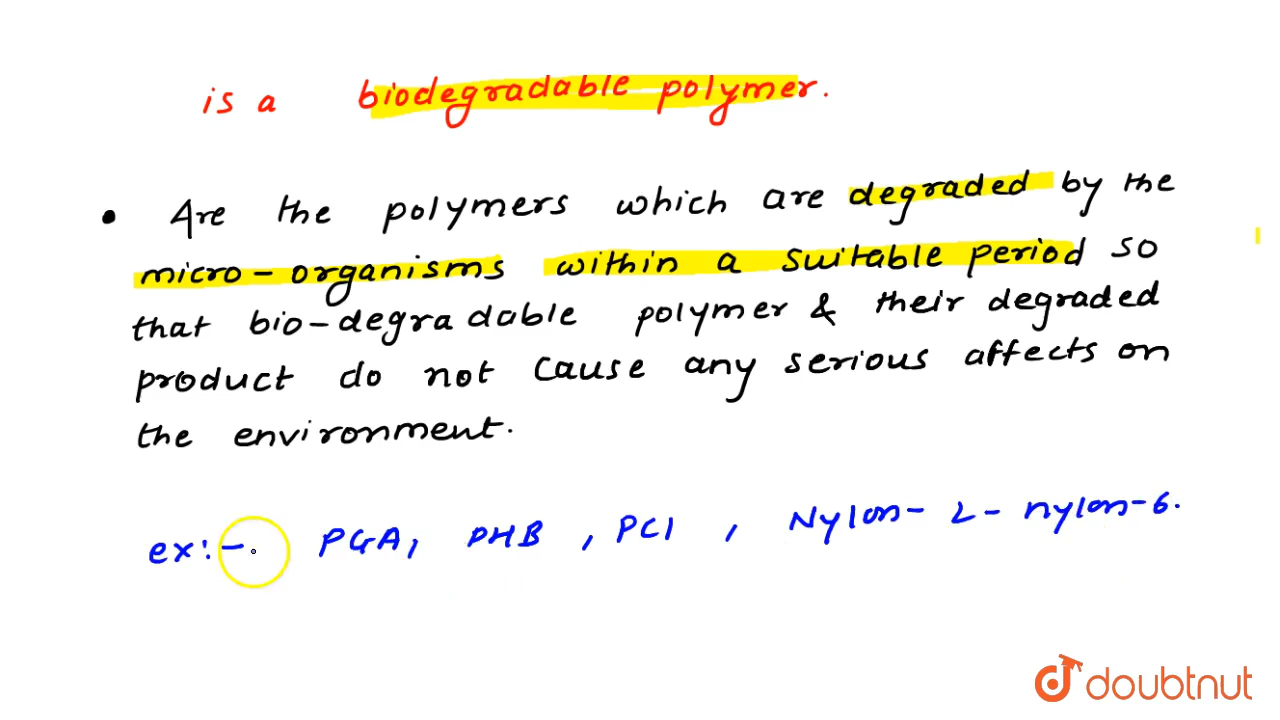 is a biodegradable polymer.
• Are the polymers which are degraded by the
micro-organisms within a suitable period so
that bio-degradable polymer & their degraded
product do not cause any serious affects on
the environment.
ex:- PGA, PHB, PCl, Nylon-2-nylon-6.
doubtnut